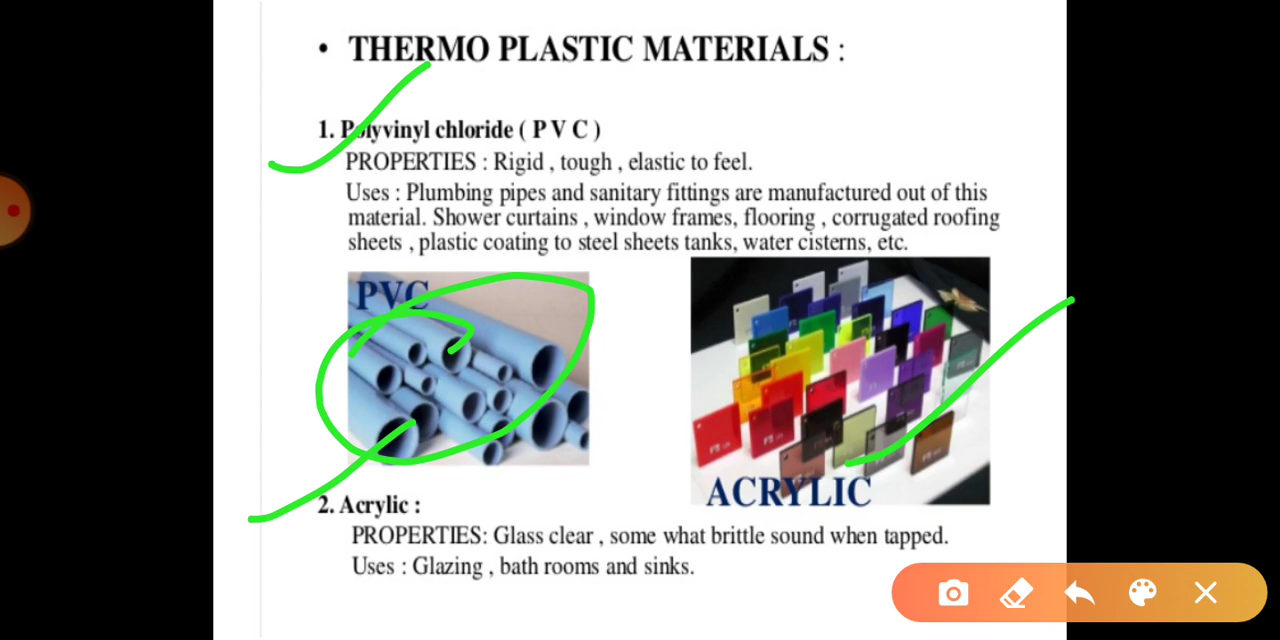 • THERMO PLASTIC MATERIALS :
1. Polyvinyl chloride ( P V C )
PROPERTIES : Rigid , tough , elastic to feel.
Uses : Plumbing pipes and sanitary fittings are manufactured out of this
material. Shower curtains , window frames, flooring , corrugated roofing
sheets , plastic coating to steel sheets tanks, water cisterns, etc.
PVC
ACRYLIC
2. Acrylic :
PROPERTIES: Glass clear , some what brittle sound when tapped.
Uses : Glazing , bath rooms and sinks.